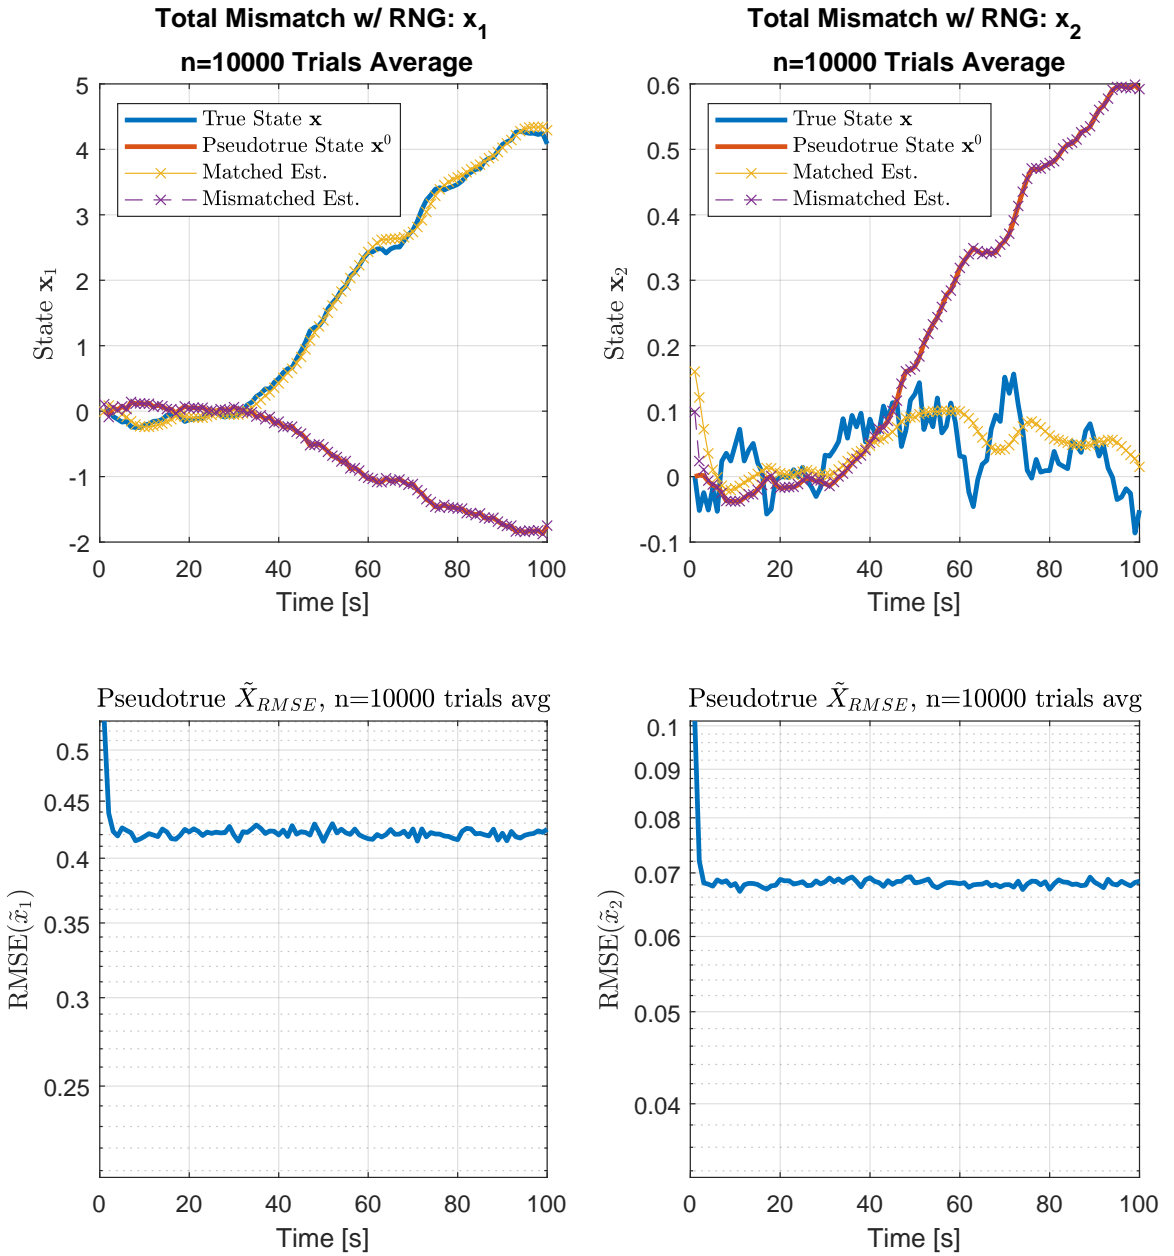 Total Mismatch w/ RNG: x₁
n=10000 Trials Average
5
4
3
2
1
0
-1
-2
State x₁
True State x
Pseudotrue State x⁰
Matched Est.
Mismatched Est.
0 20 40 60 80 100
Time [s]
Total Mismatch w/ RNG: x₂
n=10000 Trials Average
0.6
0.5
0.4
0.3
0.2
0.1
0
-0.1
State x₂
True State x
Pseudotrue State x⁰
Matched Est.
Mismatched Est.
0 20 40 60 80 100
Time [s]
Pseudotrue X̃_RMSE, n=10000 trials avg
0.5
0.45
0.4
0.35
0.3
0.25
RMSE(x̃₁)
0 20 40 60 80 100
Time [s]
Pseudotrue X̃_RMSE, n=10000 trials avg
0.1
0.09
0.08
0.07
0.06
0.04
RMSE(x̃₂)
0 20 40 60 80 100
Time [s]